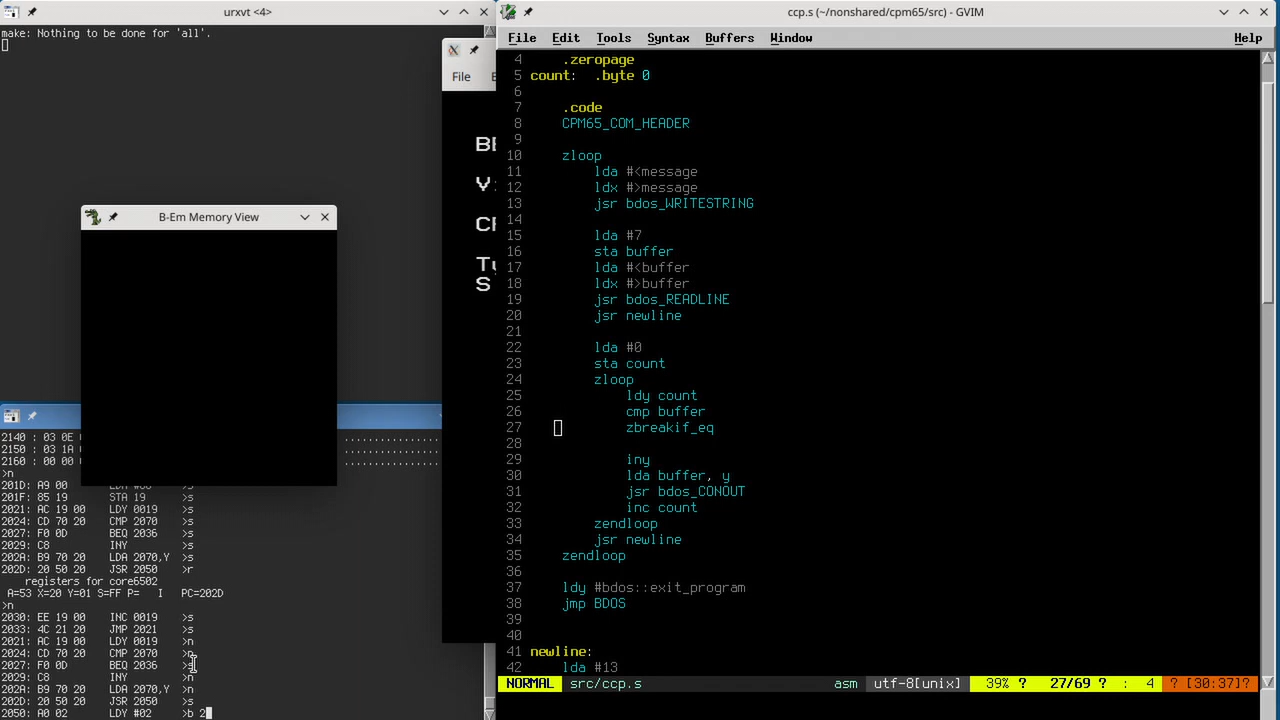 urxvt <4>
make: Nothing to be done for 'all'.
File
BE
Y:
CF
Ty
S
B-Em Memory View
2140 : 03 0E
2150 : 03 1A
2160 : 00 00
>n
201D: A9 00 LDA #00 >s
201F: 85 19 STA 19 >s
2021: AC 19 00 LDY 0019 >s
2024: CD 70 20 CMP 2070 >s
2027: F0 0D BEQ 2036 >s
2029: C8 INY >s
202A: B9 70 20 LDA 2070,Y >s
202D: 20 50 20 JSR 2050 >r
registers for core6502
A=53 X=20 Y=01 S=FF P= I PC=202D
>n
2030: EE 19 00 INC 0019 >s
2033: 4C 21 20 JMP 2021 >s
2021: AC 19 00 LDY 0019 >n
2024: CD 70 20 CMP 2070 >n
2027: F0 0D BEQ 2036 >s
2029: C8 INY >n
202A: B9 70 20 LDA 2070,Y >n
202D: 20 50 20 JSR 2050 >s
2050: A0 02 LDY #02 >b 2
ccp.s (~/nonshared/cpm65/src) - GVIM
File Edit Tools Syntax Buffers Window Help
4 .zeropage
5 count: .byte 0
6
7 .code
8 CPM65_COM_HEADER
9
10 zloop
11 lda #<message
12 ldx #>message
13 jsr bdos_WRITESTRING
14
15 lda #7
16 sta buffer
17 lda #<buffer
18 ldx #>buffer
19 jsr bdos_READLINE
20 jsr newline
21
22 lda #0
23 sta count
24 zloop
25 ldy count
26 cmp buffer
27 zbreakif_eq
28
29 iny
30 lda buffer, y
31 jsr bdos_CONOUT
32 inc count
33 zendloop
34 jsr newline
35 zendloop
36
37 ldy #bdos::exit_program
38 jmp BDOS
39
40
41 newline:
42 lda #13
NORMAL src/ccp.s asm utf-8[unix] 39% ? 27/69 ? : 4 ? [30:37]?